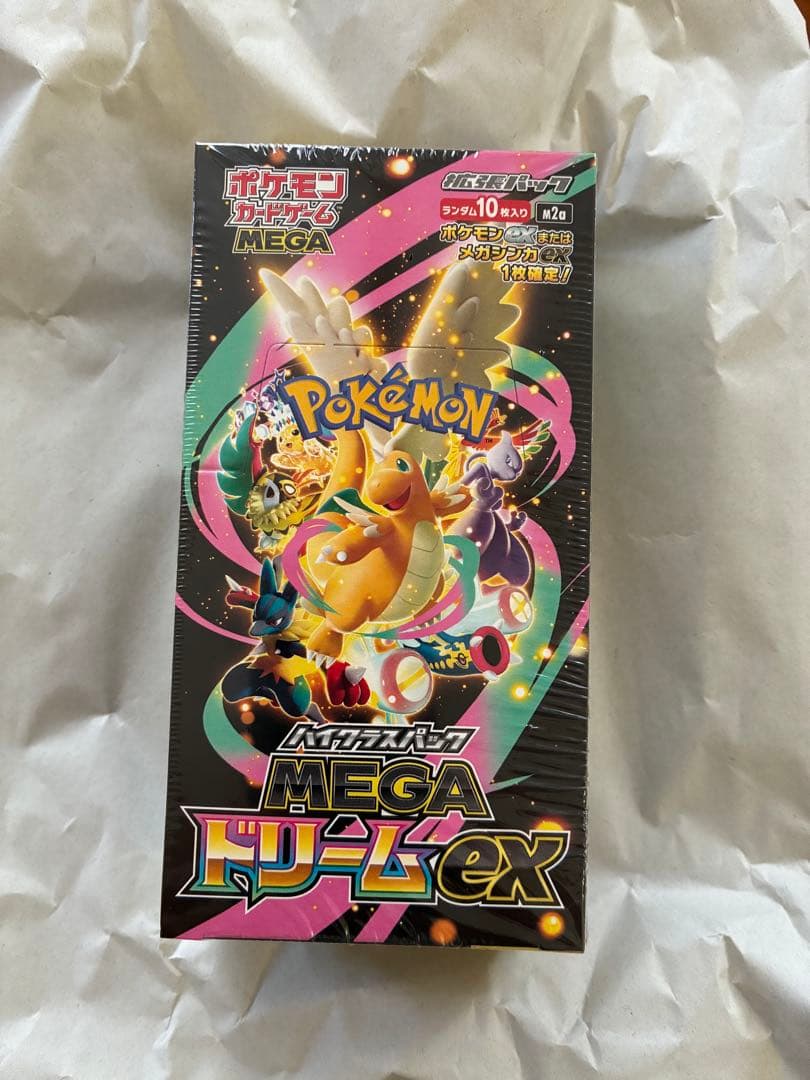 ポケモン
カードゲーム
MEGA
拡張パック
ランダム10枚入り
M2a
ポケモンexまたは
メガシンカex
1枚確定!
POKéMON
TM
ハイクラスパック
MEGA
ドリームex